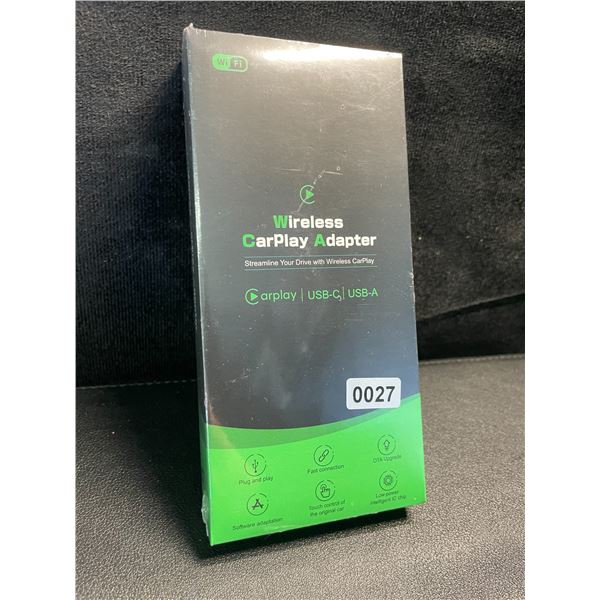 WiFi
Wireless
CarPlay Adapter
Streamline Your Drive with Wireless CarPlay
Carplay | USB-C | USB-A
0027
Plug and play
Fast connection
OTA Upgrade
Software adaptation
Touch control of
the original car
Low power
intelligent IC chip